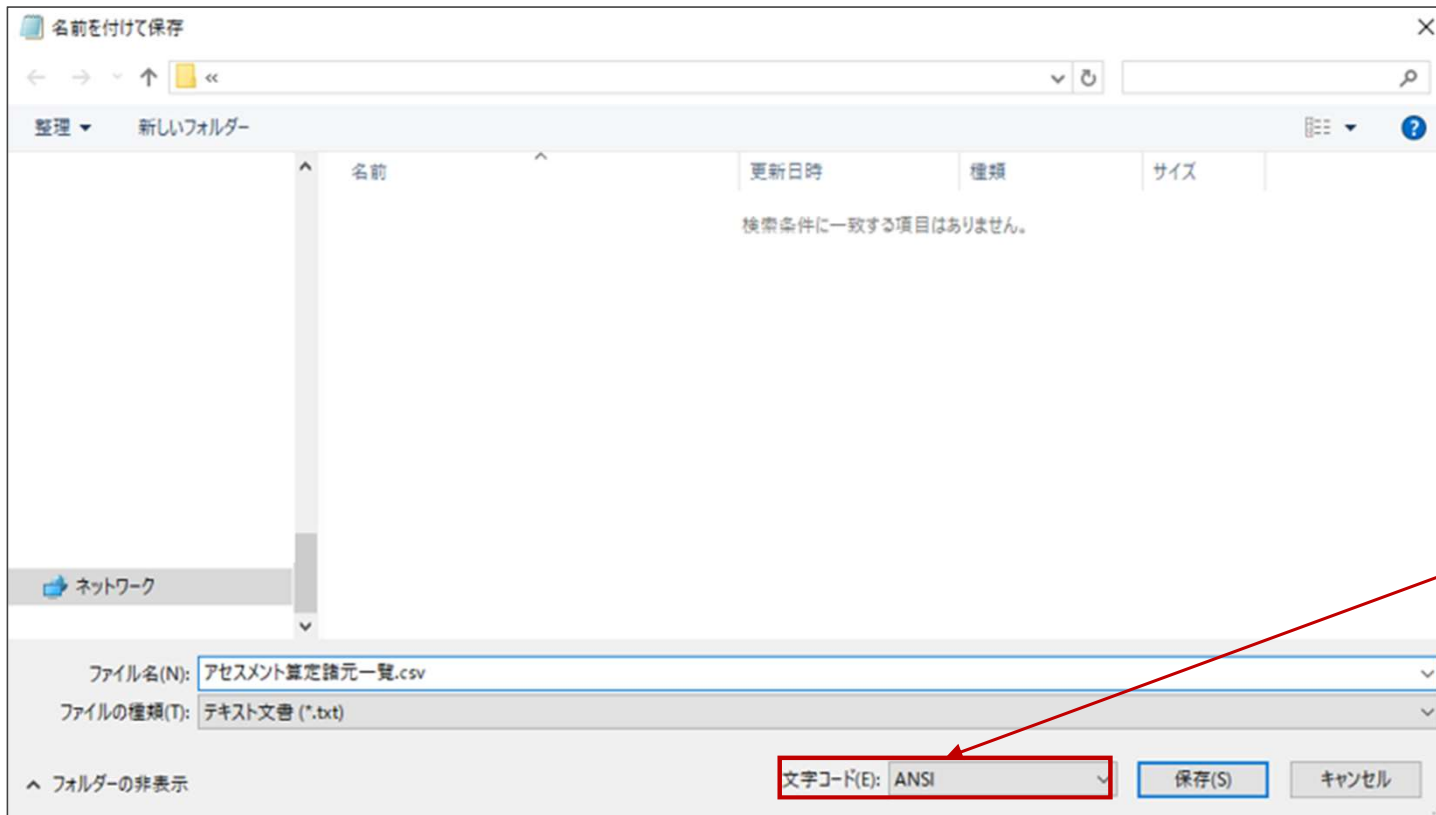 名前を付けて保存
«
整理 新しいフォルダー
名前 更新日時 種類 サイズ
検索条件に一致する項目はありません。
ネットワーク
ファイル名(N): アセスメント算定諸元一覧.csv
ファイルの種類(T): テキスト文書 (*.txt)
フォルダーの非表示 文字コード(E): ANSI 保存(S) キャンセル